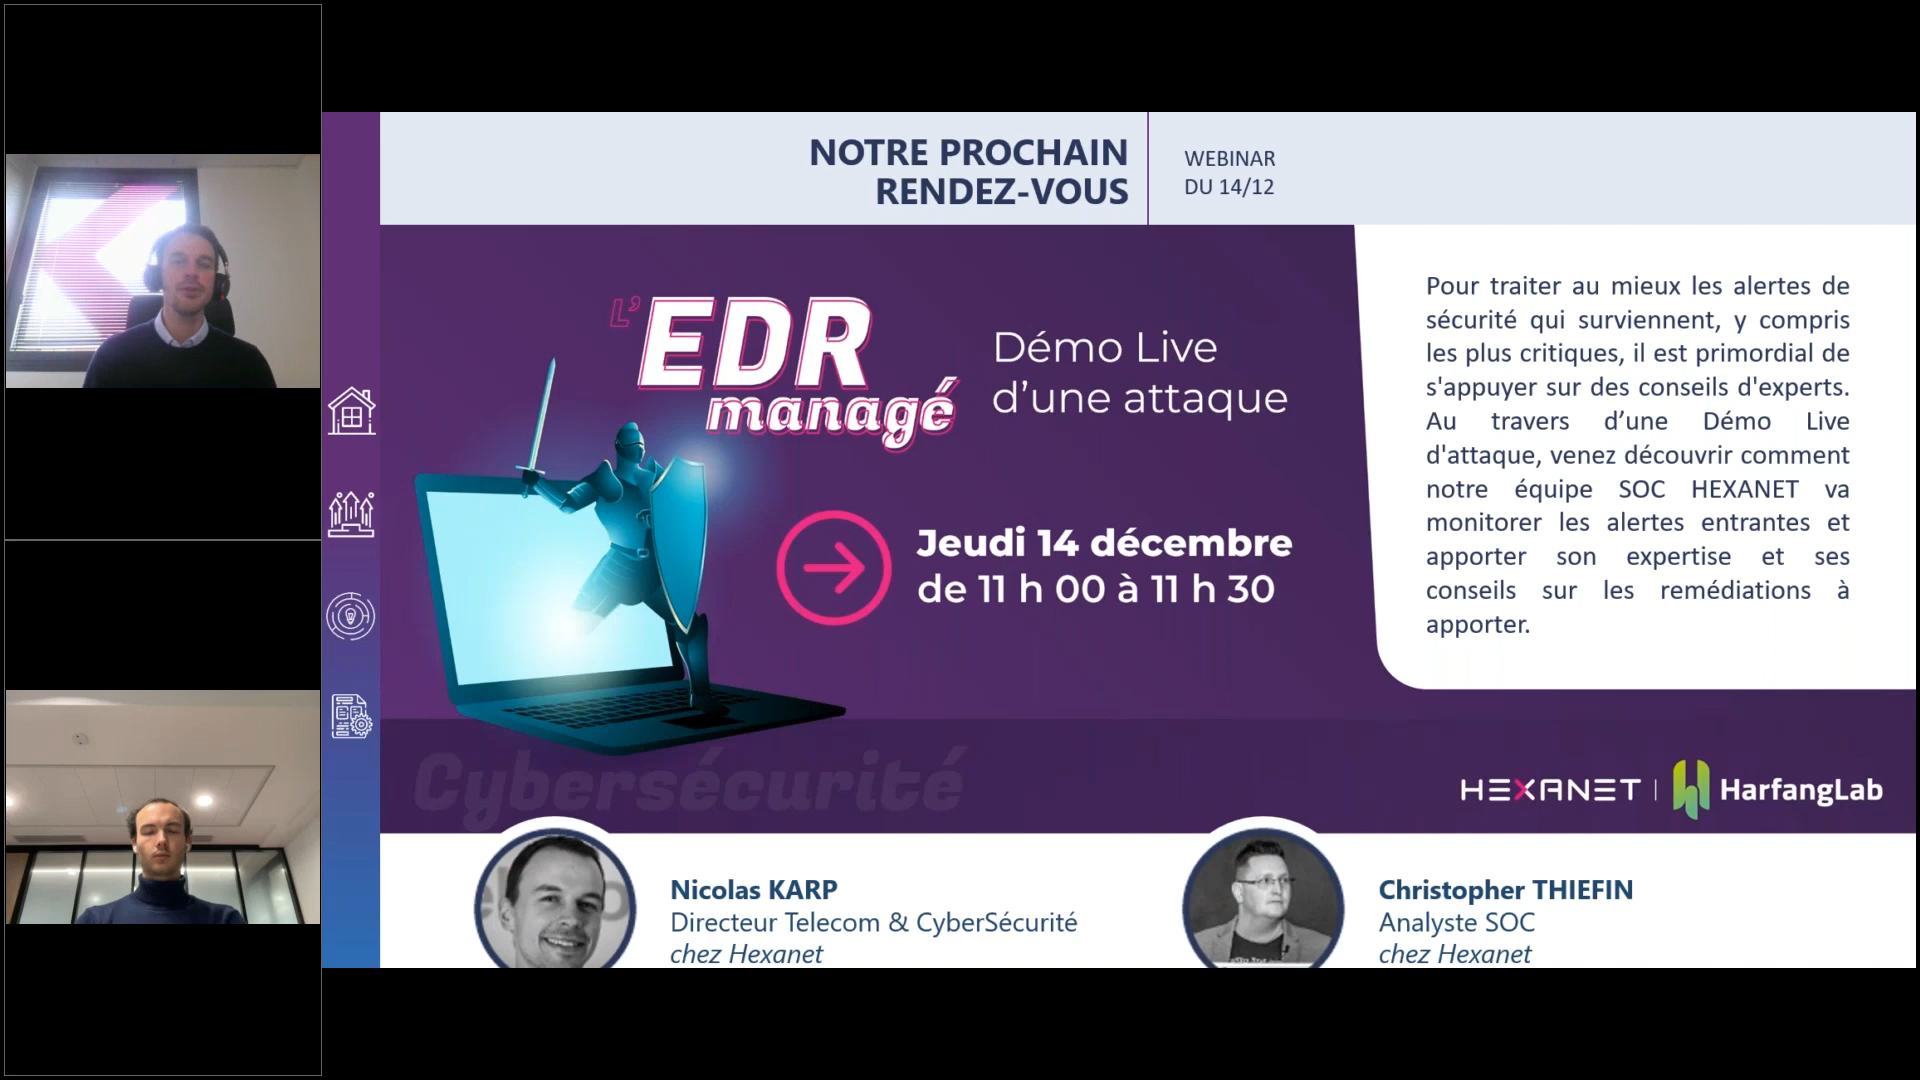 NOTRE PROCHAIN
RENDEZ-VOUS
WEBINAR
DU 14/12
L'EDR
managé
Démo Live
d’une attaque
Jeudi 14 décembre
de 11 h 00 à 11 h 30
Pour traiter au mieux les alertes de
sécurité qui surviennent, y compris
les plus critiques, il est primordial de
s'appuyer sur des conseils d'experts.
Au travers d’une Démo Live
d'attaque, venez découvrir comment
notre équipe SOC HEXANET va
monitorer les alertes entrantes et
apporter son expertise et ses
conseils sur les remédiations à
apporter.
Cybersécurité
HEXANET | HarfangLab
Nicolas KARP
Directeur Telecom & CyberSécurité
chez Hexanet
Christopher THIEFIN
Analyste SOC
chez Hexanet